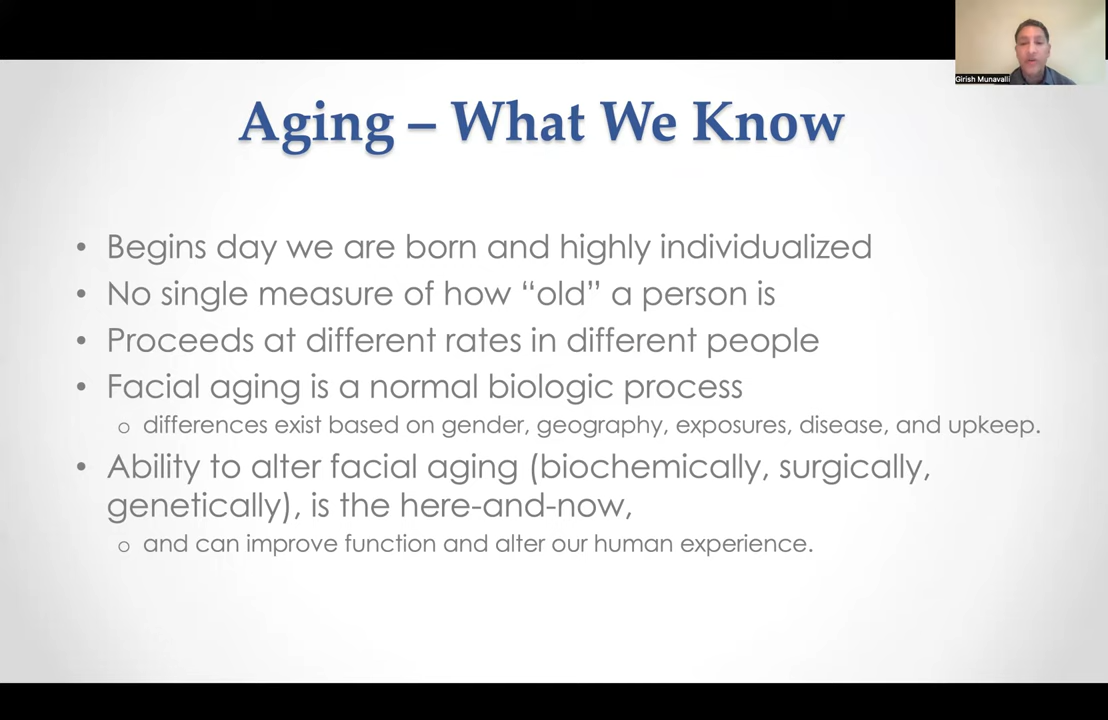 Girish Munavalli
Aging – What We Know
• Begins day we are born and highly individualized
• No single measure of how “old” a person is
• Proceeds at different rates in different people
• Facial aging is a normal biologic process
o differences exist based on gender, geography, exposures, disease, and upkeep.
• Ability to alter facial aging (biochemically, surgically,
genetically), is the here-and-now,
o and can improve function and alter our human experience.